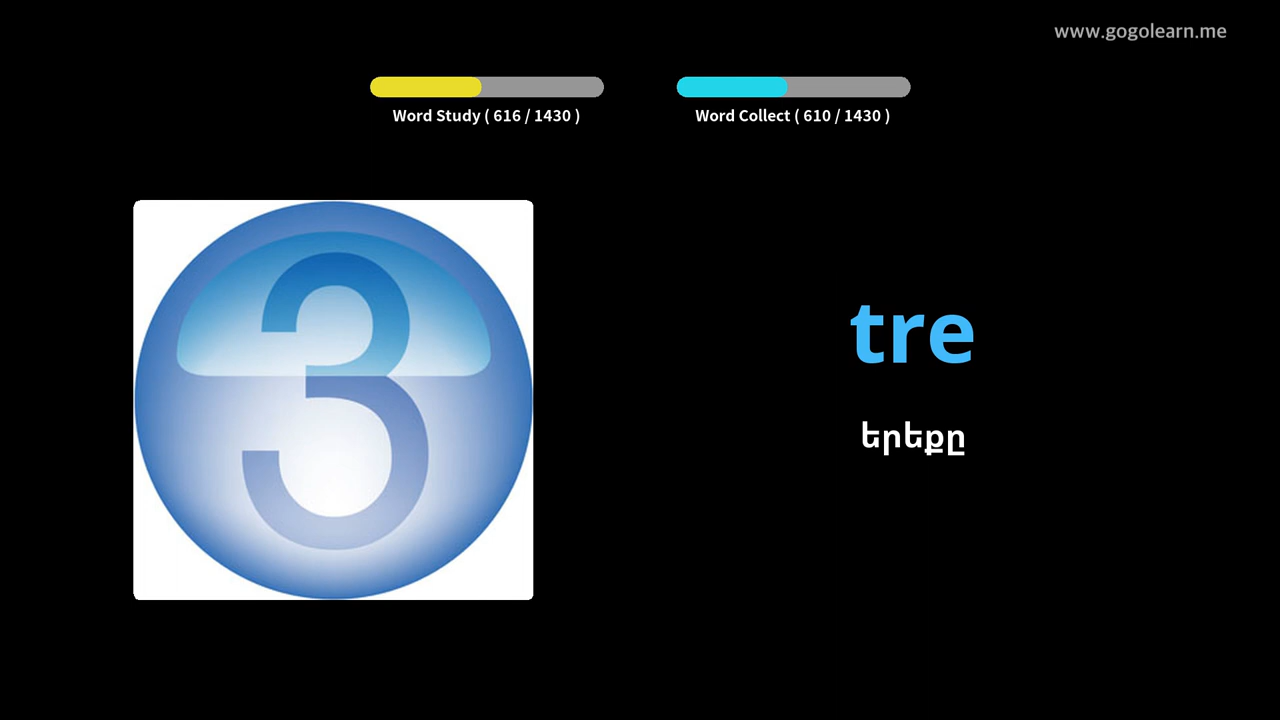 www.gogolearn.me
Word Study ( 616 / 1430 )
Word Collect ( 610 / 1430 )
3
tre
երեքը